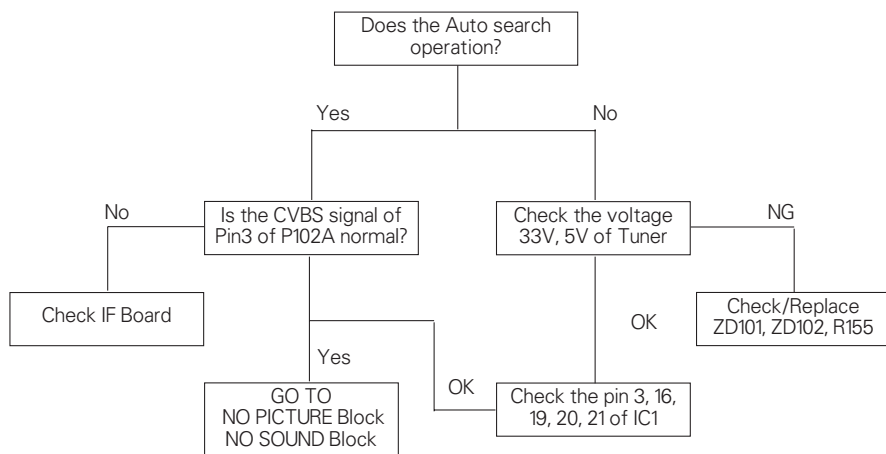 Does the Auto search
operation?
Yes
No
No
Is the CVBS signal of
Pin3 of P102A normal?
Check the voltage
33V, 5V of Tuner
NG
Check IF Board
OK
Check/Replace
ZD101, ZD102, R155
Yes
OK
GO TO
NO PICTURE Block
NO SOUND Block
Check the pin 3, 16,
19, 20, 21 of IC1